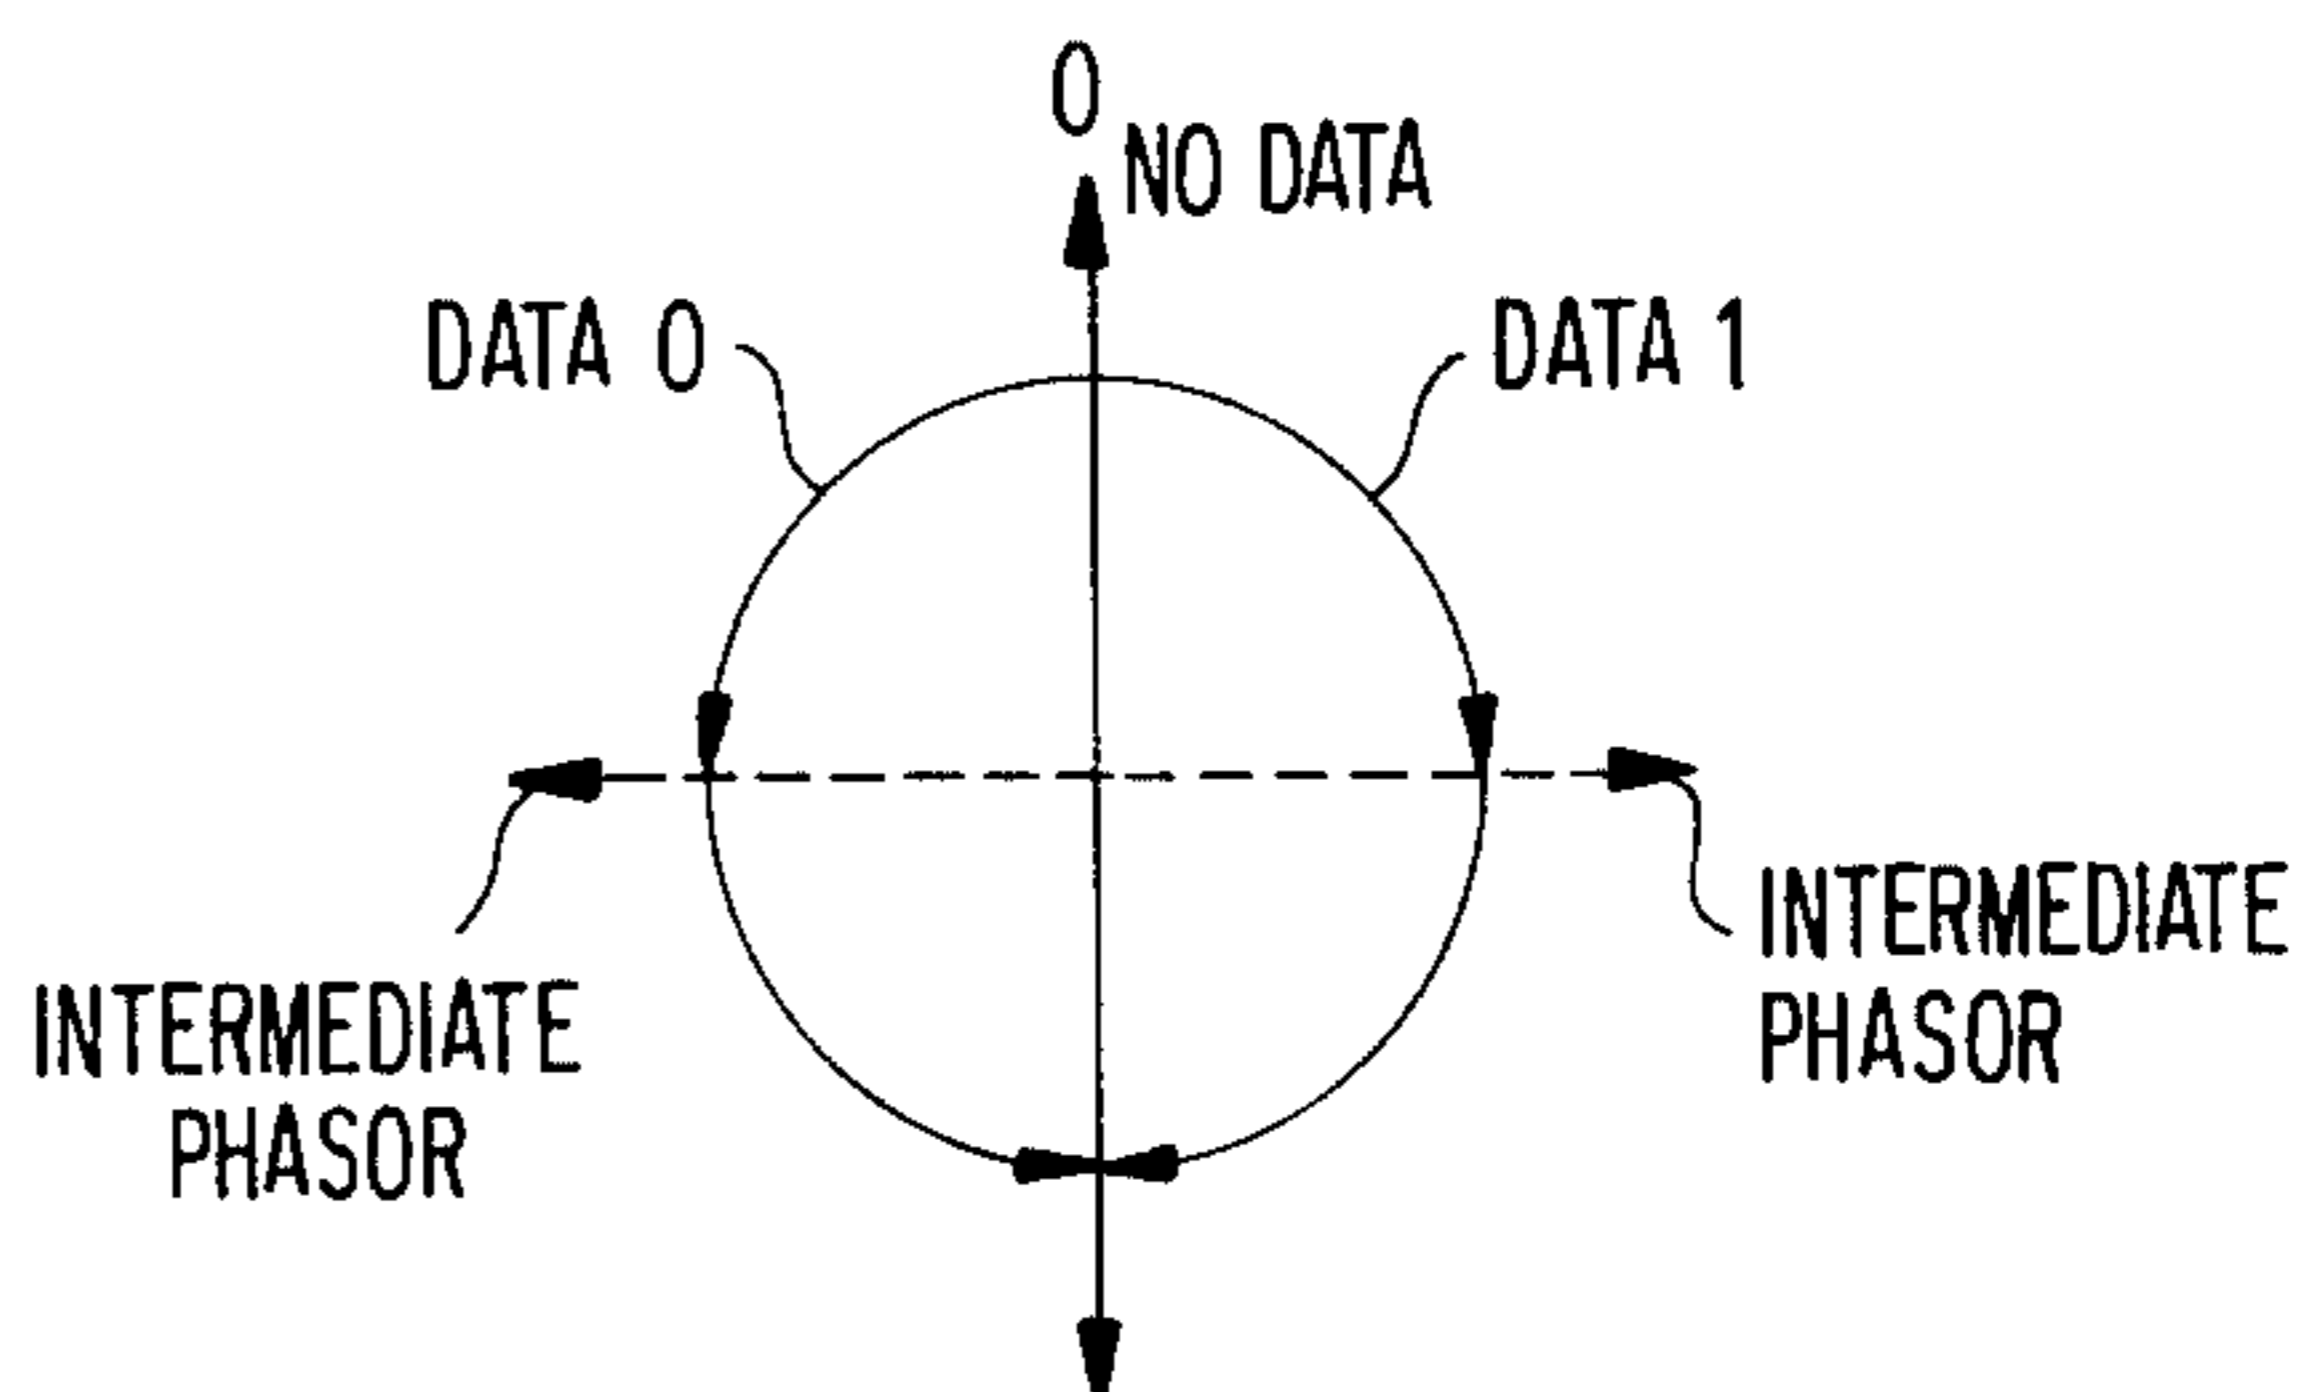 0
NO DATA
DATA 0
DATA 1
INTERMEDIATE
PHASOR
INTERMEDIATE
PHASOR